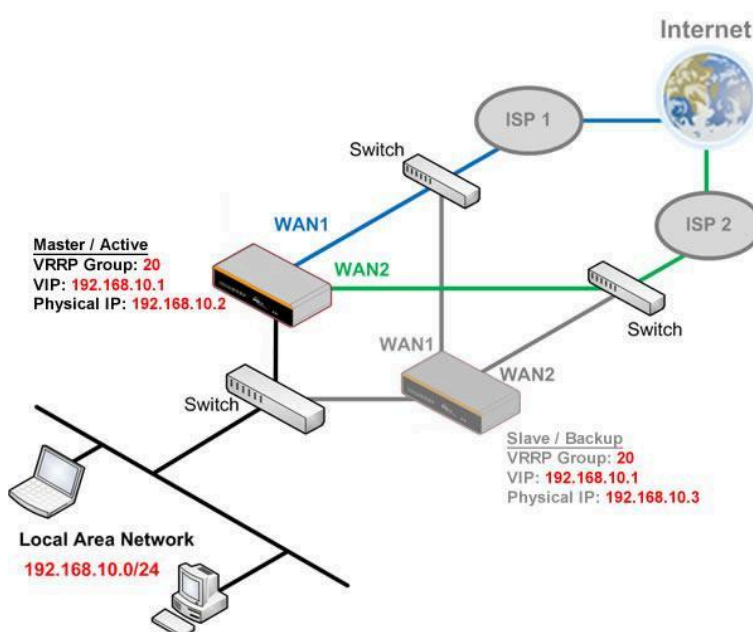 Internet
ISP 1
Switch
WAN1
Master / Active
VRRP Group: 20
VIP: 192.168.10.1
Physical IP: 192.168.10.2
WAN2
ISP 2
Switch
WAN1
WAN2
Switch
Slave / Backup
VRRP Group: 20
VIP: 192.168.10.1
Physical IP: 192.168.10.3
Local Area Network
192.168.10.0/24